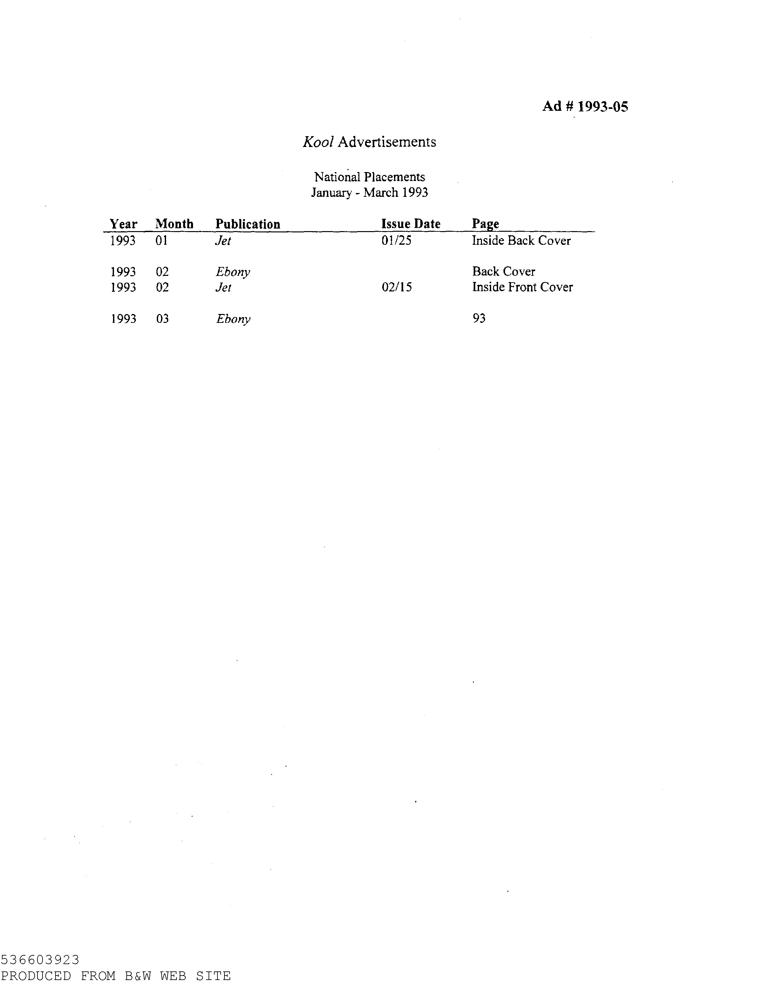 Ad # 1993-05
Kool Advertisements
National Placements
January - March 1993
Year Month Publication Issue Date Page
1993 01 Jet 01/25 Inside Back Cover
1993 02 Ebony Back Cover
1993 02 Jet 02/15 Inside Front Cover
1993 03 Ebony 93
536603923
PRODUCED FROM B&W WEB SITE